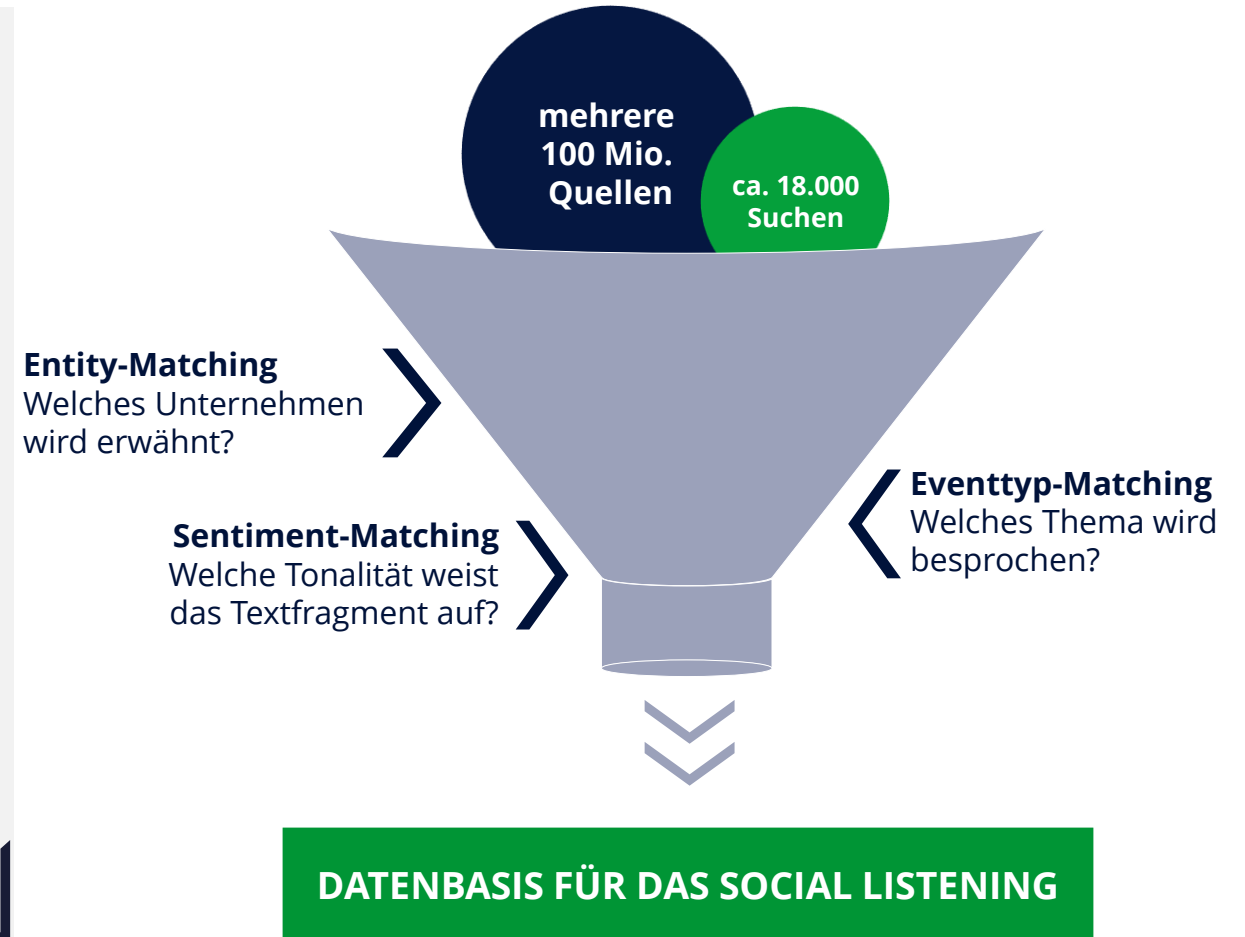 mehrere
100 Mio.
Quellen
ca. 18.000
Suchen
Entity-Matching
Welches Unternehmen
wird erwähnt?
Eventtyp-Matching
Welches Thema wird
besprochen?
Sentiment-Matching
Welche Tonalität weist
das Textfragment auf?
DATENBASIS FÜR DAS SOCIAL LISTENING